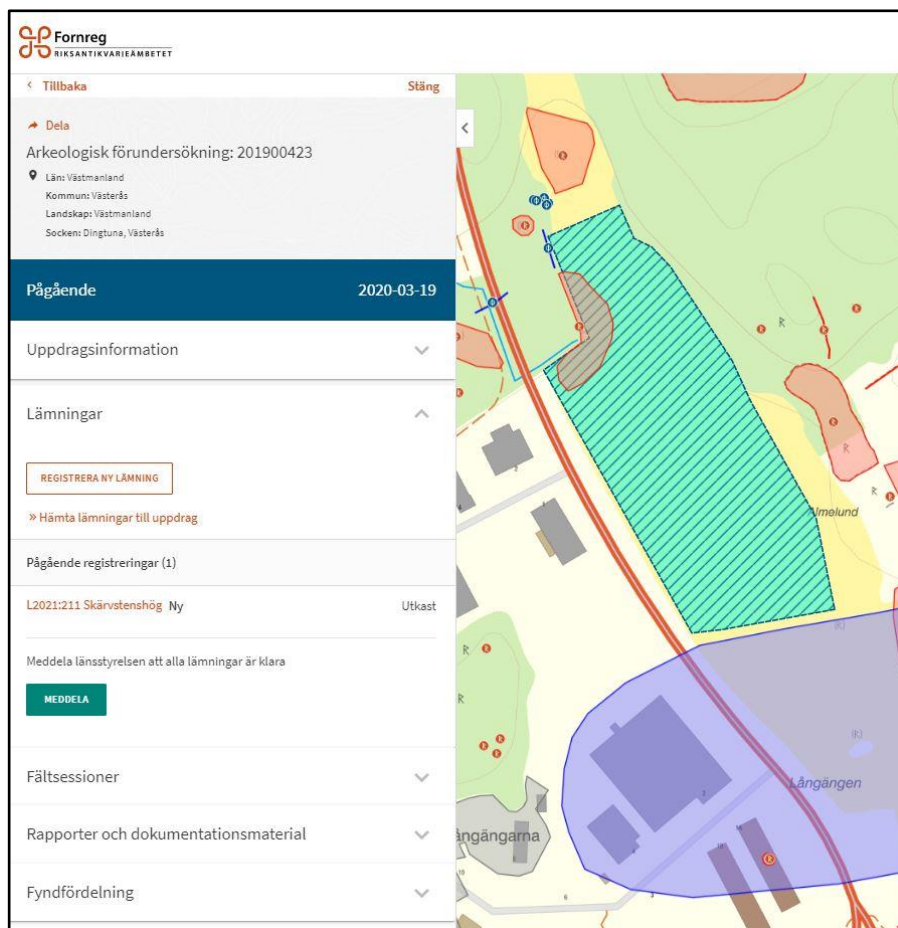 Fornreg
RIKSANTIKVARIEÄMBETET
Tillbaka Stäng
Dela
Arkeologisk förundersökning: 201900423
Län: Västmanland
Kommun: Västerås
Landskap: Västmanland
Socken: Dingtuna, Västerås
Pågående 2020-03-19
Uppdragsinformation
Lämningar
REGISTRERA NY LÄMNING
» Hämta lämningar till uppdrag
Pågående registreringar (1)
L2021:211 Skärvstenshög Ny Utkast
Meddela länsstyrelsen att alla lämningar är klara
MEDDELA
Fältsessioner
Rapporter och dokumentationsmaterial
Fyndfördelning
Almelund
Långängen
ångängarna